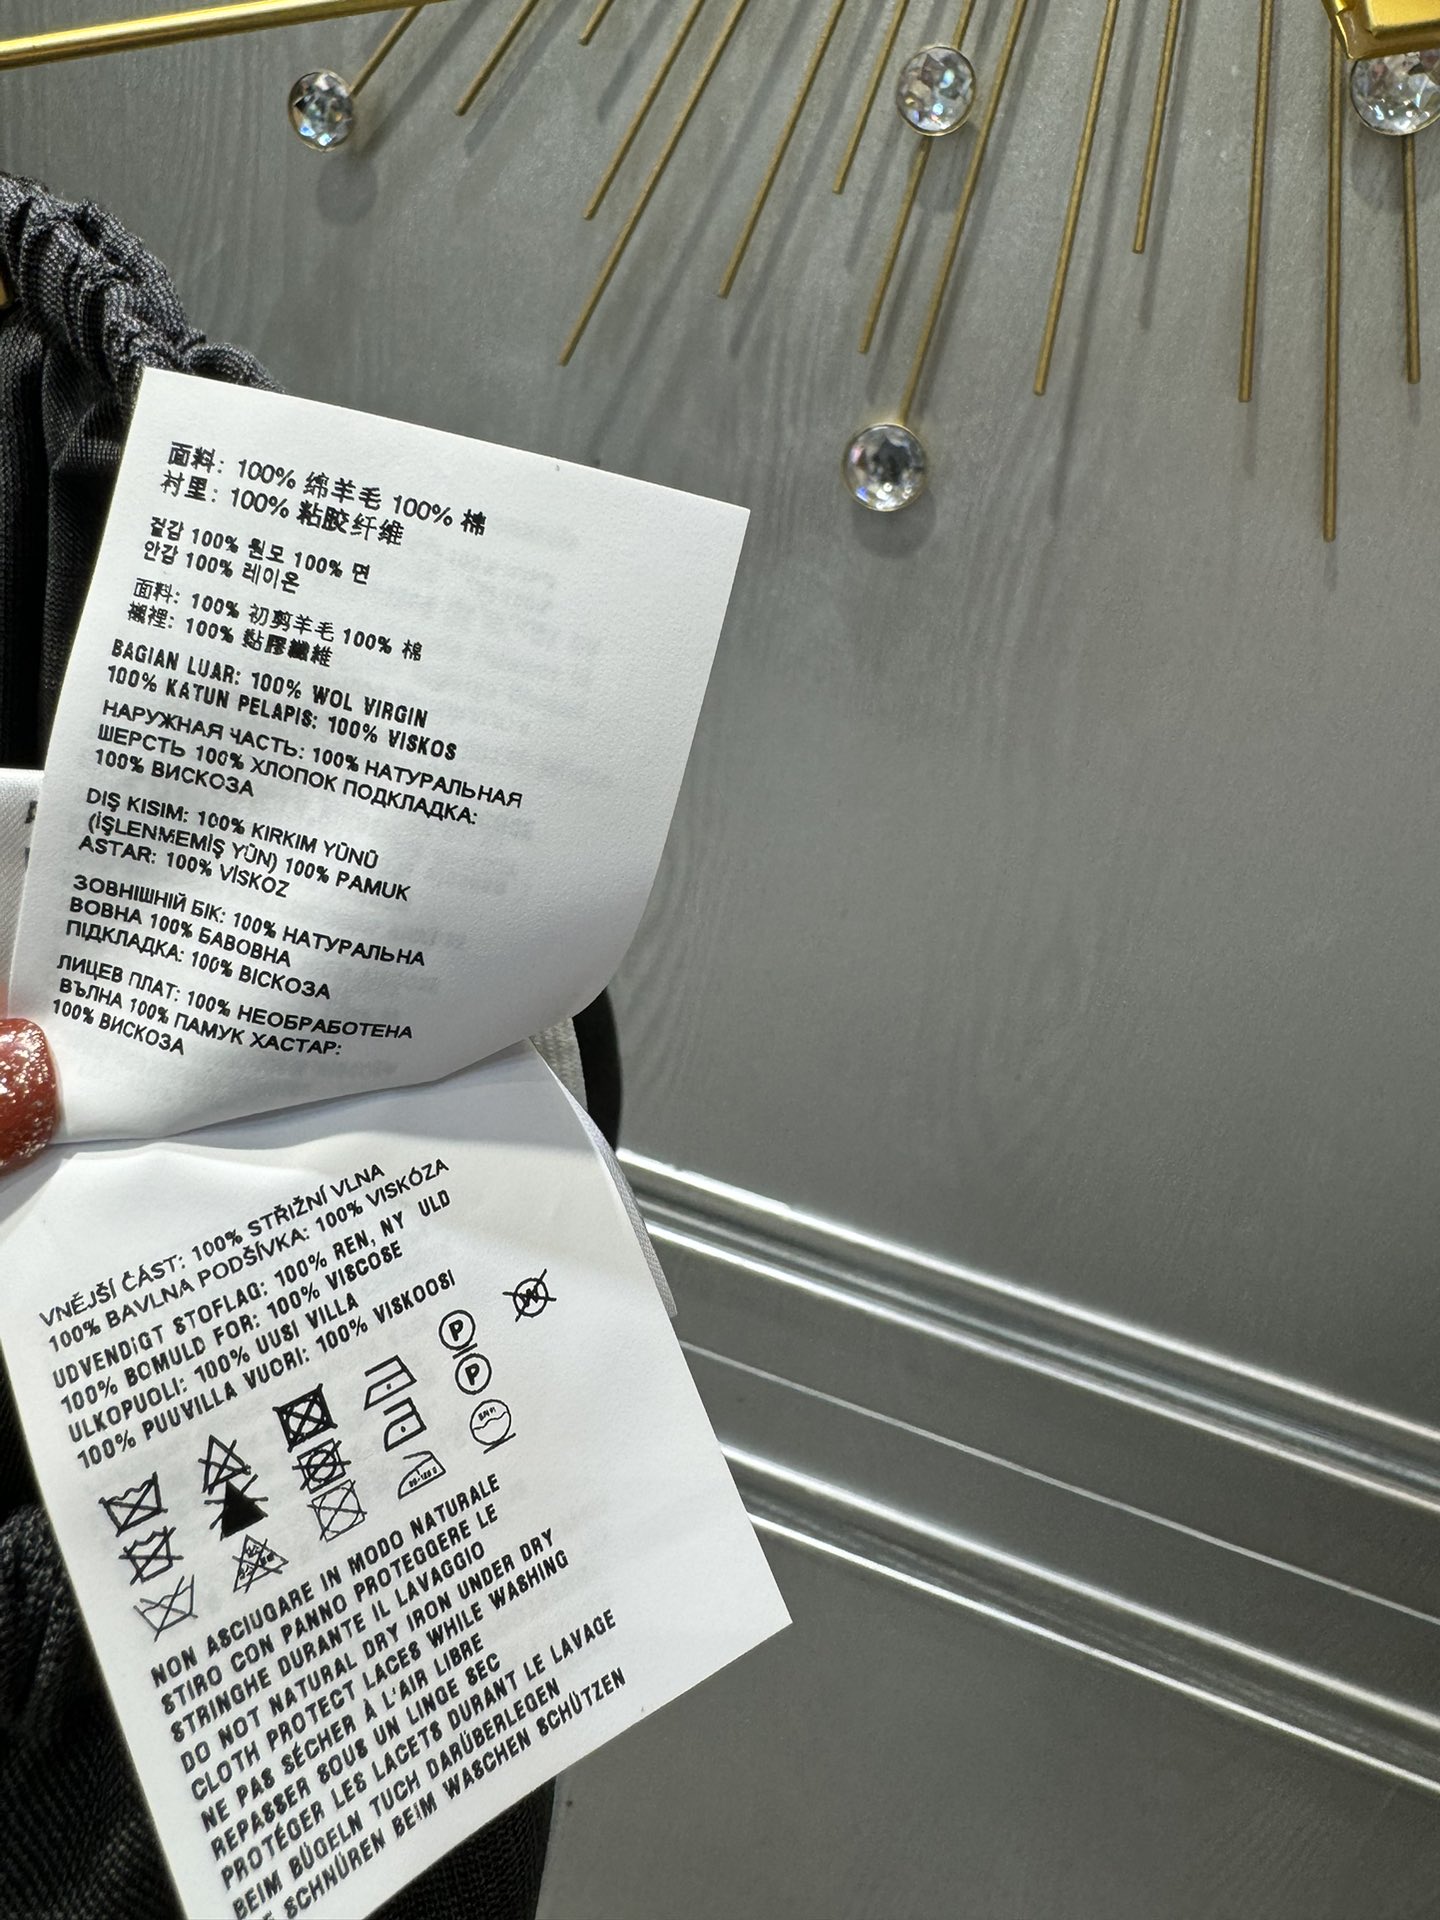 面料: 100% 绵羊毛 100% 棉
衬里: 100% 粘胶纤维
겉감 100% 원모 100% 면
안감 100% 레이온
面料: 100% 初剪羊毛 100% 棉
襯裡: 100% 黏膠纖維
BAGIAN LUAR: 100% WOL VIRGIN
100% KATUN PELAPIS: 100% VISKOS
НАРУЖНАЯ ЧАСТЬ: 100% НАТУРАЛЬНАЯ
ШЕРСТЬ 100% ХЛОПОК ПОДКЛАДКА:
100% ВИСКОЗА
DIŞ KISIM: 100% KIRKIM YÜNÜ
(İŞLENMEMİŞ YÜN) 100% PAMUK
ASTAR: 100% VİSKOZ
ЗОВНІШНІЙ БІК: 100% НАТУРАЛЬНА
ВОВНА 100% БАВОВНА
ПІДКЛАДКА: 100% ВІСКОЗА
ЛИЦЕВ ПЛАТ: 100% НЕОБРАБОТЕНА
ВЪЛНА 100% ПАМУК ХАСТАР:
100% ВИСКОЗА
VNĚJŠÍ ČÁST: 100% STŘIŽNÍ VLNA
100% BAVLNA PODŠÍVKA: 100% VISKÓZA
UDVENDIGT STOFLAG: 100% REN, NY ULD
100% BOMULD FOR: 100% VISCOSE
ULKOPUOLI: 100% UUSI VILLA
100% PUUVILLA VUORI: 100% VISKOOSI
P
P
W
NON ASCIUGARE IN MODO NATURALE
STIRO CON PANNO PROTEGGERE LE
STRINGHE DURANTE IL LAVAGGIO
DO NOT NATURAL DRY IRON UNDER DRY
CLOTH PROTECT LACES WHILE WASHING
NE PAS SÉCHER À L'AIR LIBRE
REPASSER SOUS UN LINGE SEC
PROTÉGER LES LACETS DURANT LE LAVAGE
BEIM BÜGELN TUCH DARÜBERLEGEN
SCHNÜREN BEIM WASCHEN SCHÜTZEN